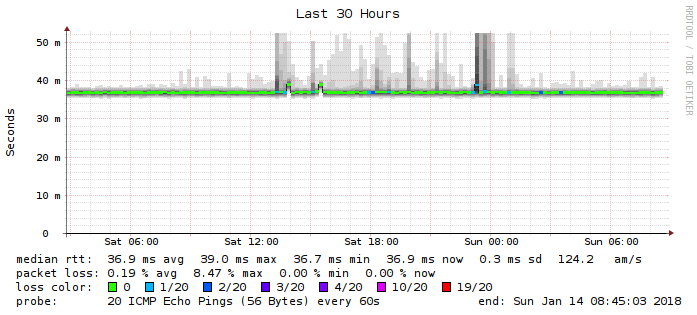 Last 30 Hours
RRDTOOL / TOBI OETIKER
Seconds
50 m
40 m
30 m
20 m
10 m
0
Sat 06:00 Sat 12:00 Sat 18:00 Sun 00:00 Sun 06:00
median rtt: 36.9 ms avg 39.0 ms max 36.7 ms min 36.9 ms now 0.3 ms sd 124.2 am/s
packet loss: 0.19 % avg 8.47 % max 0.00 % min 0.00 % now
loss color: 0 1/20 2/20 3/20 4/20 10/20 19/20
probe: 20 ICMP Echo Pings (56 Bytes) every 60s end: Sun Jan 14 08:45:03 2018